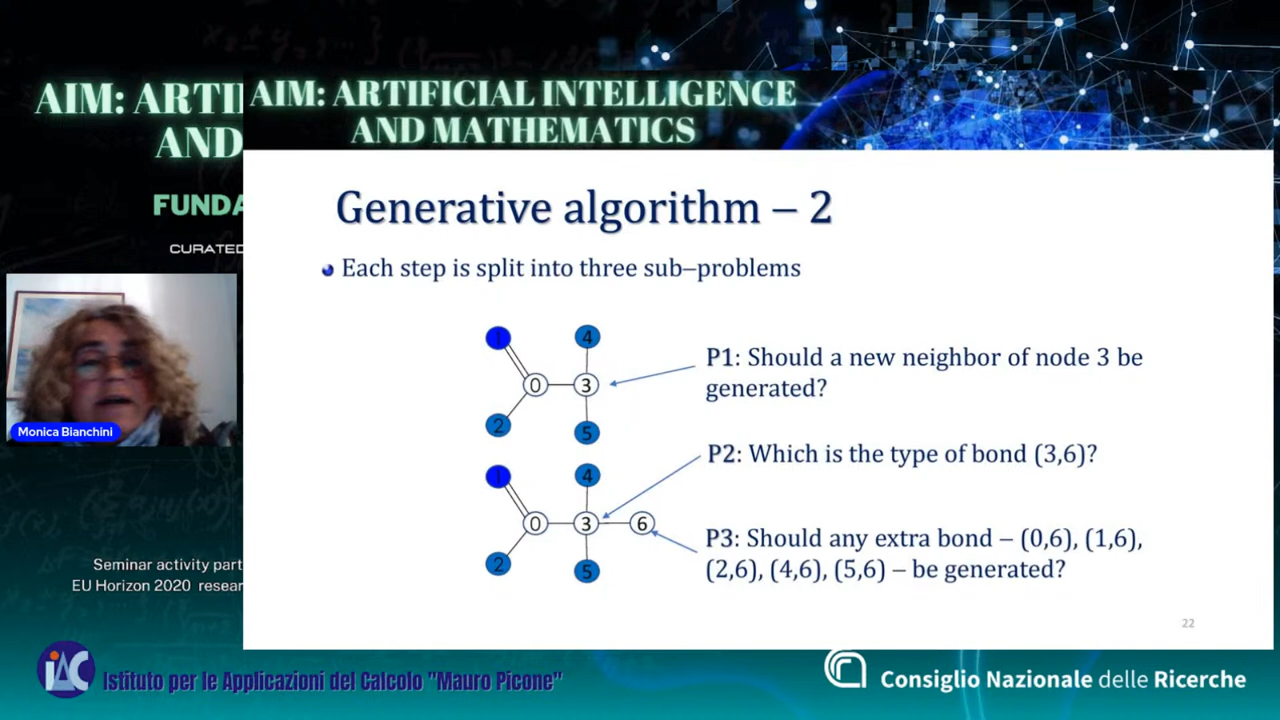 AIM: ARTI
AND
FUNDA
CURATED
AIM: ARTIFICIAL INTELLIGENCE
AND MATHEMATICS
Generative algorithm – 2
Each step is split into three sub–problems
1
4
0
3
2
5
P1: Should a new neighbor of node 3 be
generated?
1
4
0
3
6
2
5
P2: Which is the type of bond (3,6)?
P3: Should any extra bond – (0,6), (1,6),
(2,6), (4,6), (5,6) – be generated?
22
Monica Bianchini
Seminar activity part
EU Horizon 2020 resear
IAC
Istituto per le Applicazioni del Calcolo "Mauro Picone"
Consiglio Nazionale delle Ricerche